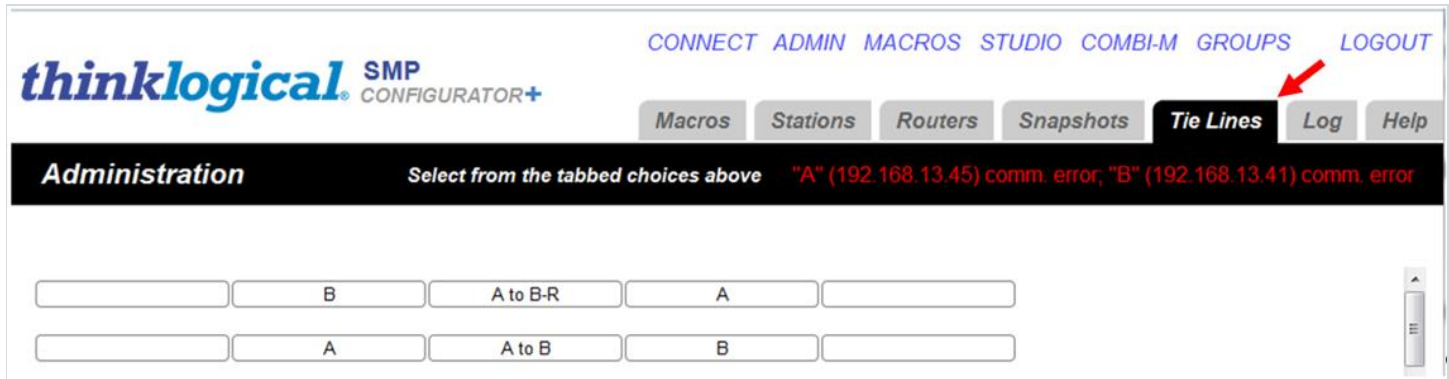 CONNECT ADMIN MACROS STUDIO COMBI-M GROUPS LOGOUT
thinklogical. SMP CONFIGURATOR+
Macros Stations Routers Snapshots Tie Lines Log Help
Administration Select from the tabbed choices above "A" (192.168.13.45) comm. error; "B" (192.168.13.41) comm. error
B A to B-R A
A A to B B